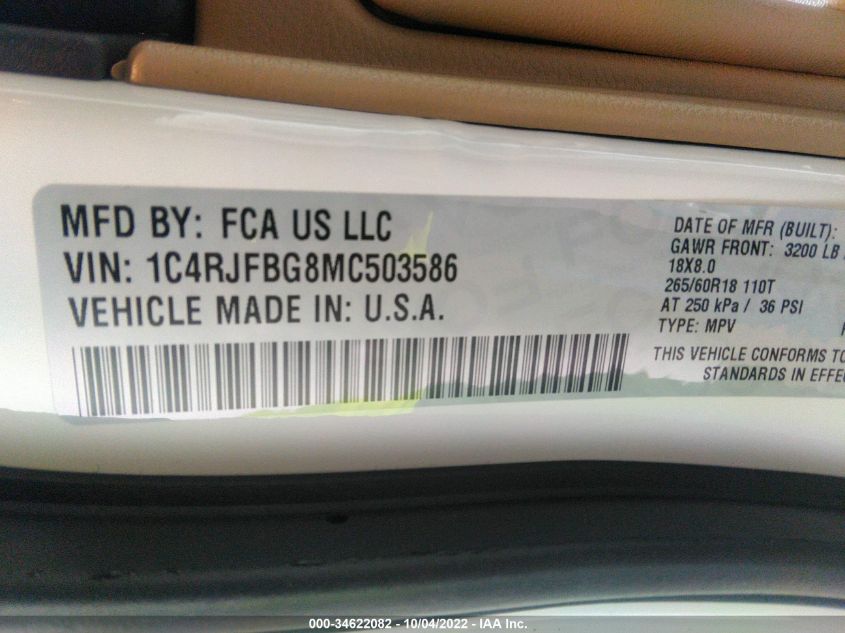 MFD BY: FCA US LLC
VIN: 1C4RJFBG8MC503586
VEHICLE MADE IN: U.S.A.
DATE OF MFR (BUILT):
GAWR FRONT: 3200 LB
18X8.0
265/60R18 110T
AT 250 kPa / 36 PSI
TYPE: MPV
THIS VEHICLE CONFORMS TO
STANDARDS IN EFFE
000-34622082 - 10/04/2022 - IAA Inc.